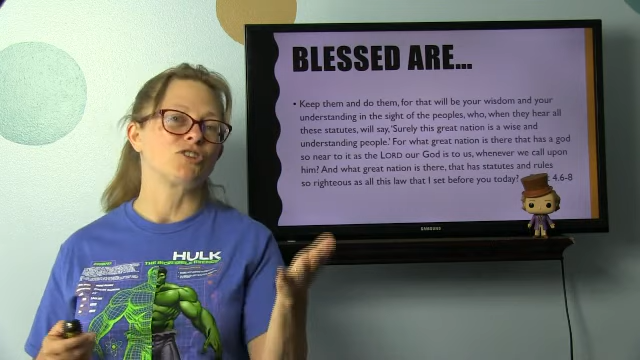 BLESSED ARE...
• Keep them and do them, for that will be your wisdom and your
understanding in the sight of the peoples, who, when they hear all
these statutes, will say, 'Surely this great nation is a wise and
understanding people.' For what great nation is there that has a god
so near to it as the LORD our God is to us, whenever we call upon
him? And what great nation is there, that has statutes and rules
so righteous as all this law that I set before you today? 4.6-8
SAMSUNG
HULK